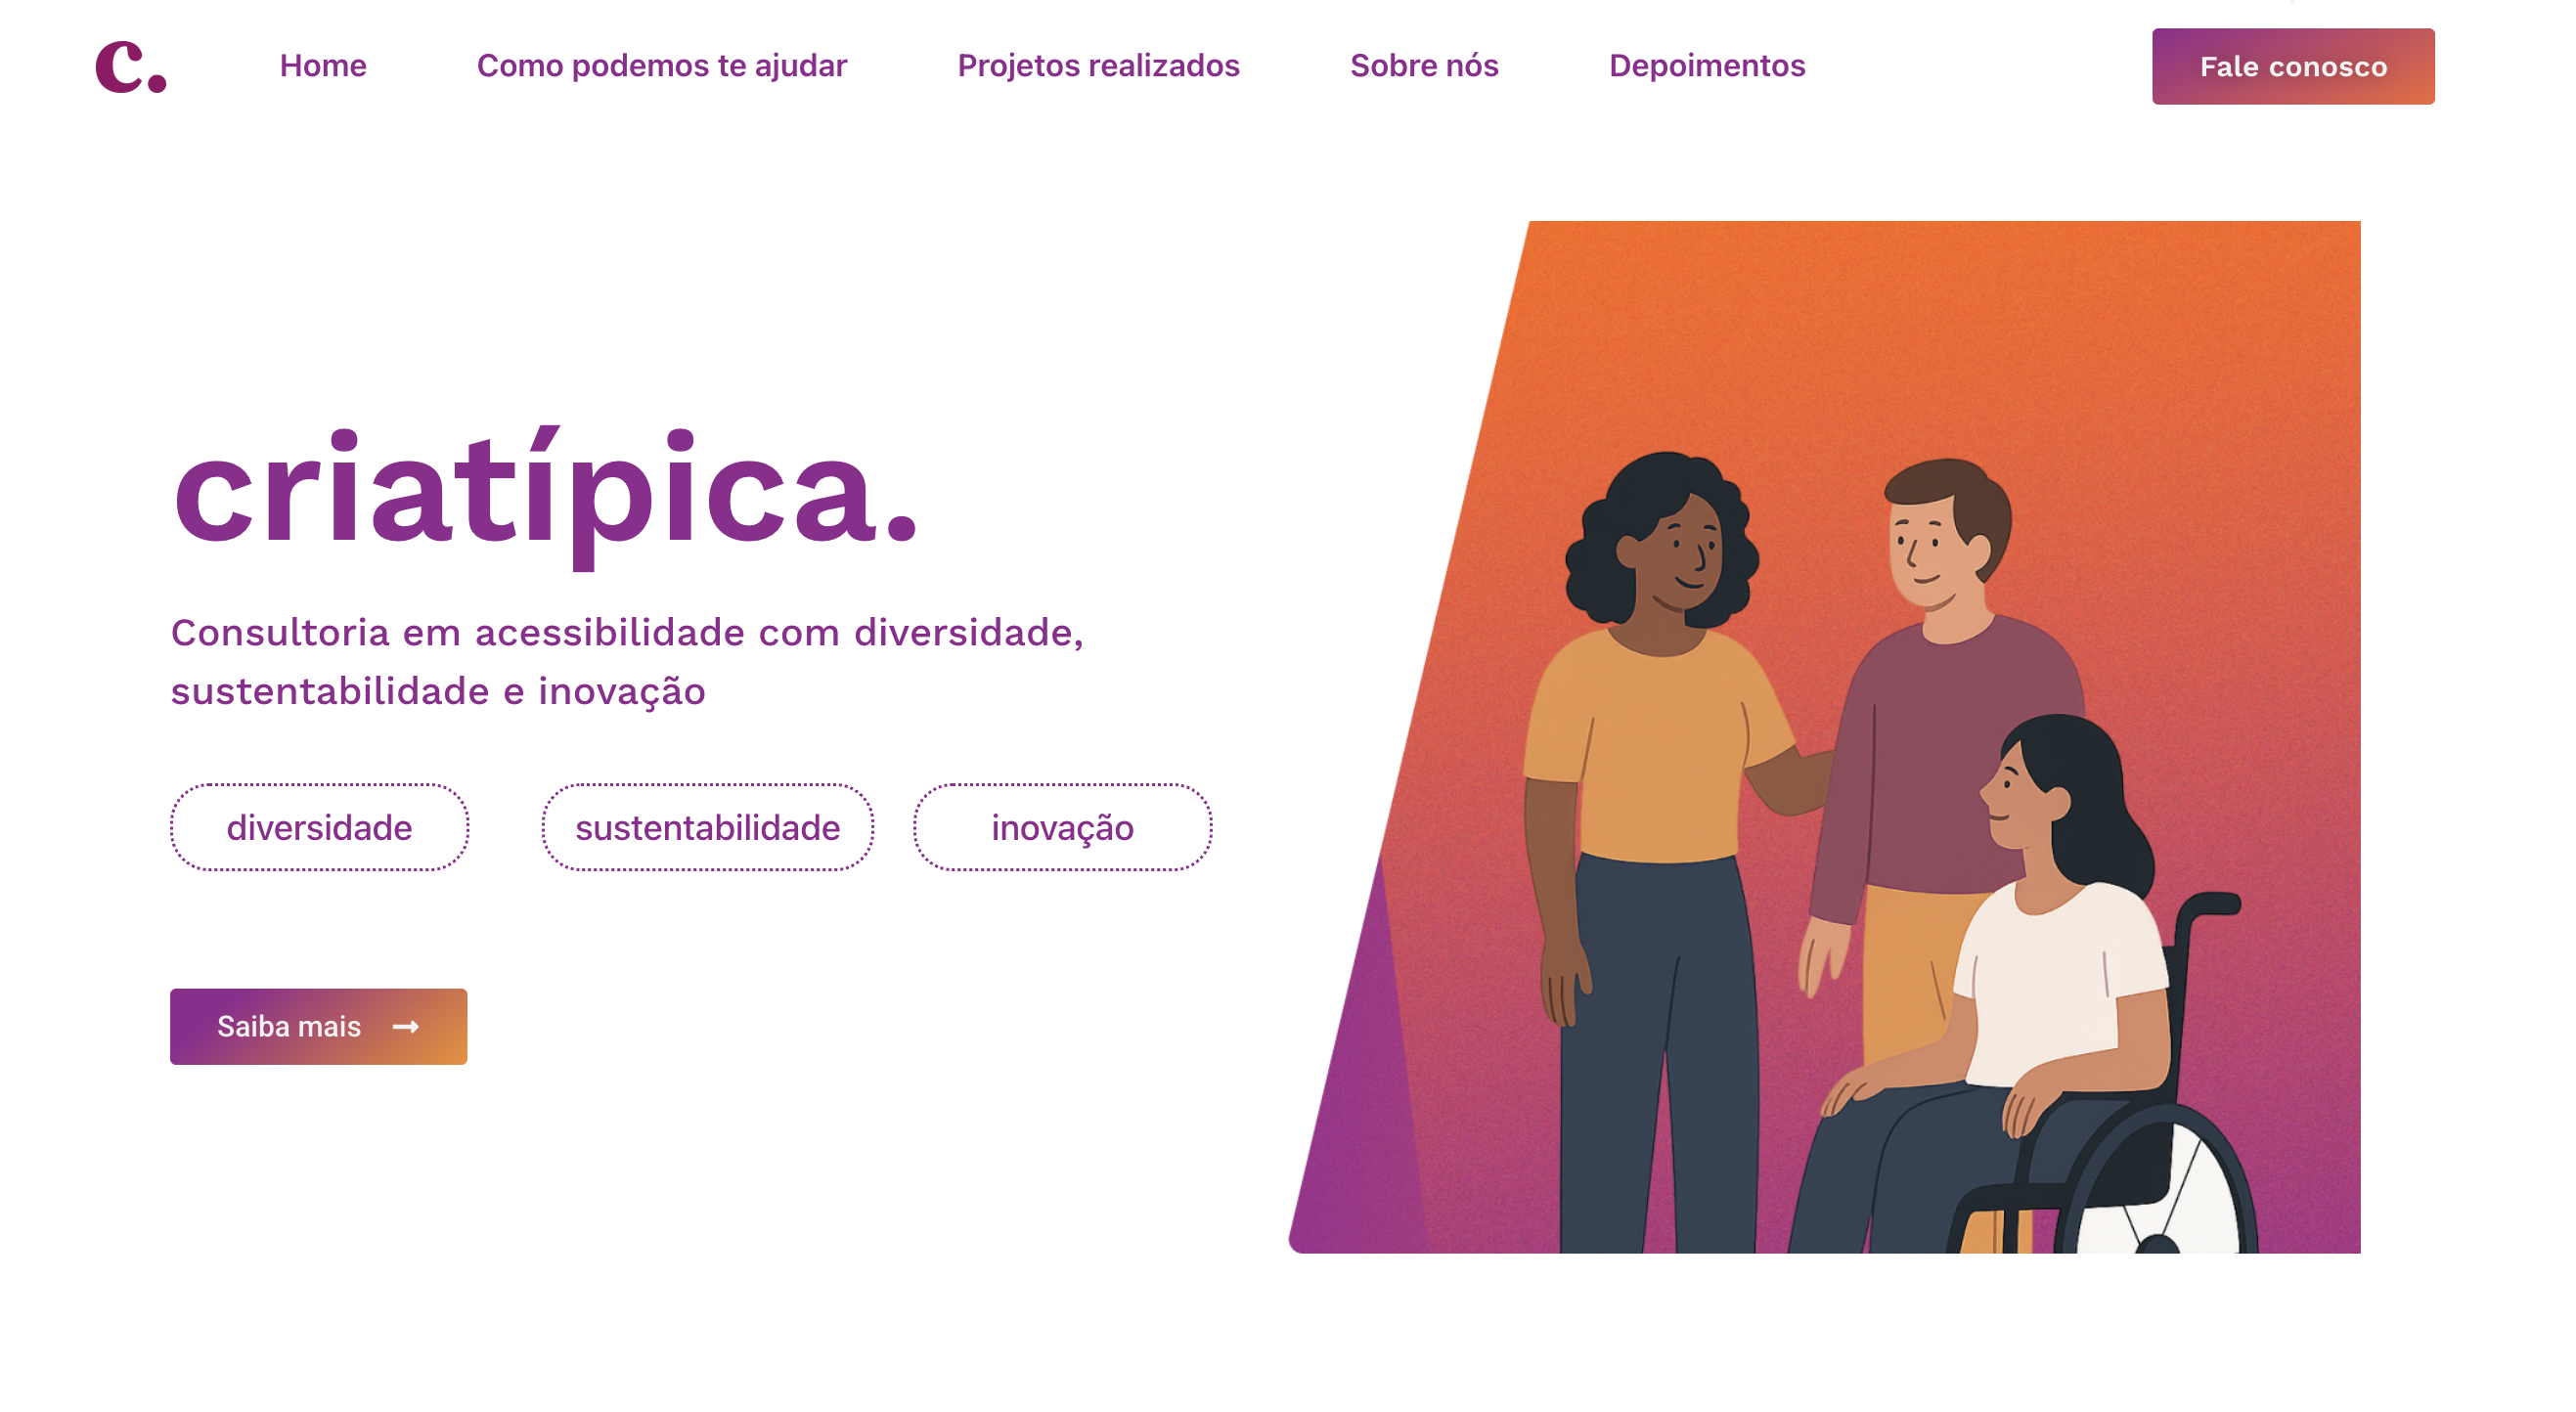 c.
Home
Como podemos te ajudar
Projetos realizados
Sobre nós
Depoimentos
Fale conosco
criatípica.
Consultoria em acessibilidade com diversidade,
sustentabilidade e inovação
diversidade
sustentabilidade
inovação
Saiba mais